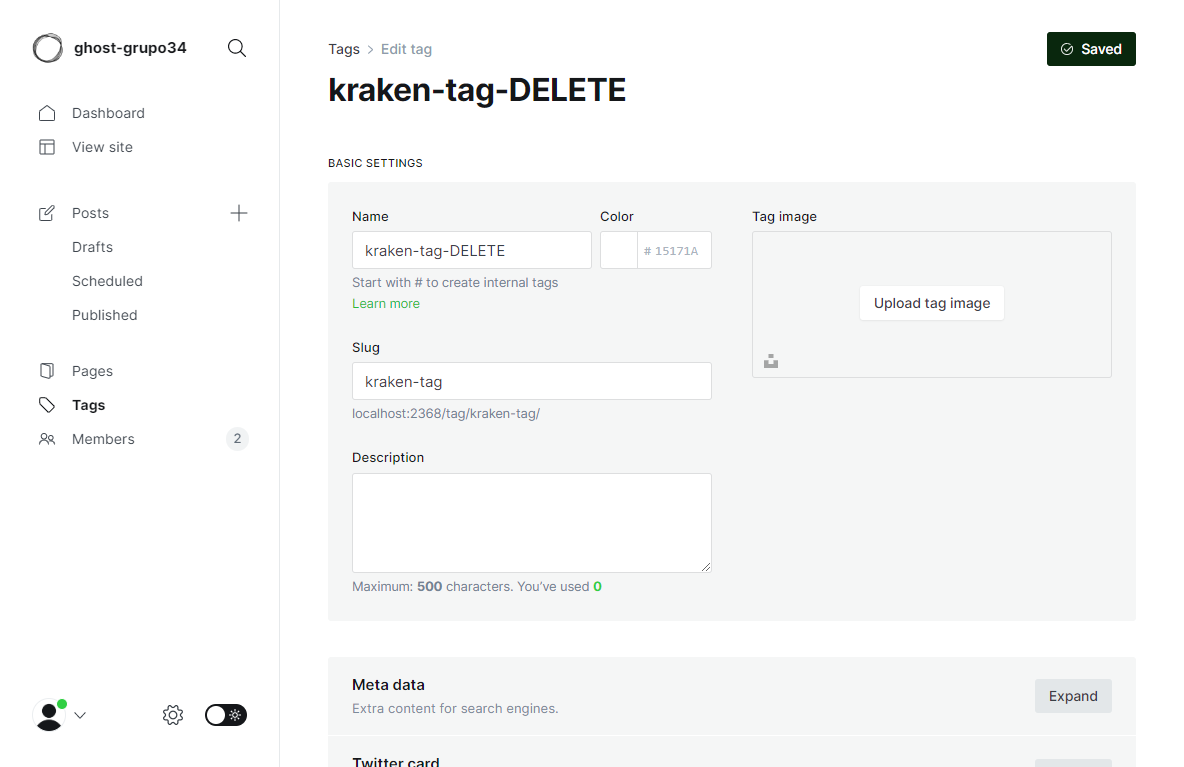 ghost-grupo34
Dashboard
View site
Posts
Drafts
Scheduled
Published
Pages
Tags
Members
2
Tags > Edit tag
Saved
kraken-tag-DELETE
BASIC SETTINGS
Name
kraken-tag-DELETE
Start with # to create internal tags
Learn more
Color
# 15171A
Slug
kraken-tag
localhost:2368/tag/kraken-tag/
Description
Maximum: 500 characters. You’ve used 0
Tag image
Upload tag image
Meta data
Extra content for search engines.
Expand
Twitter card